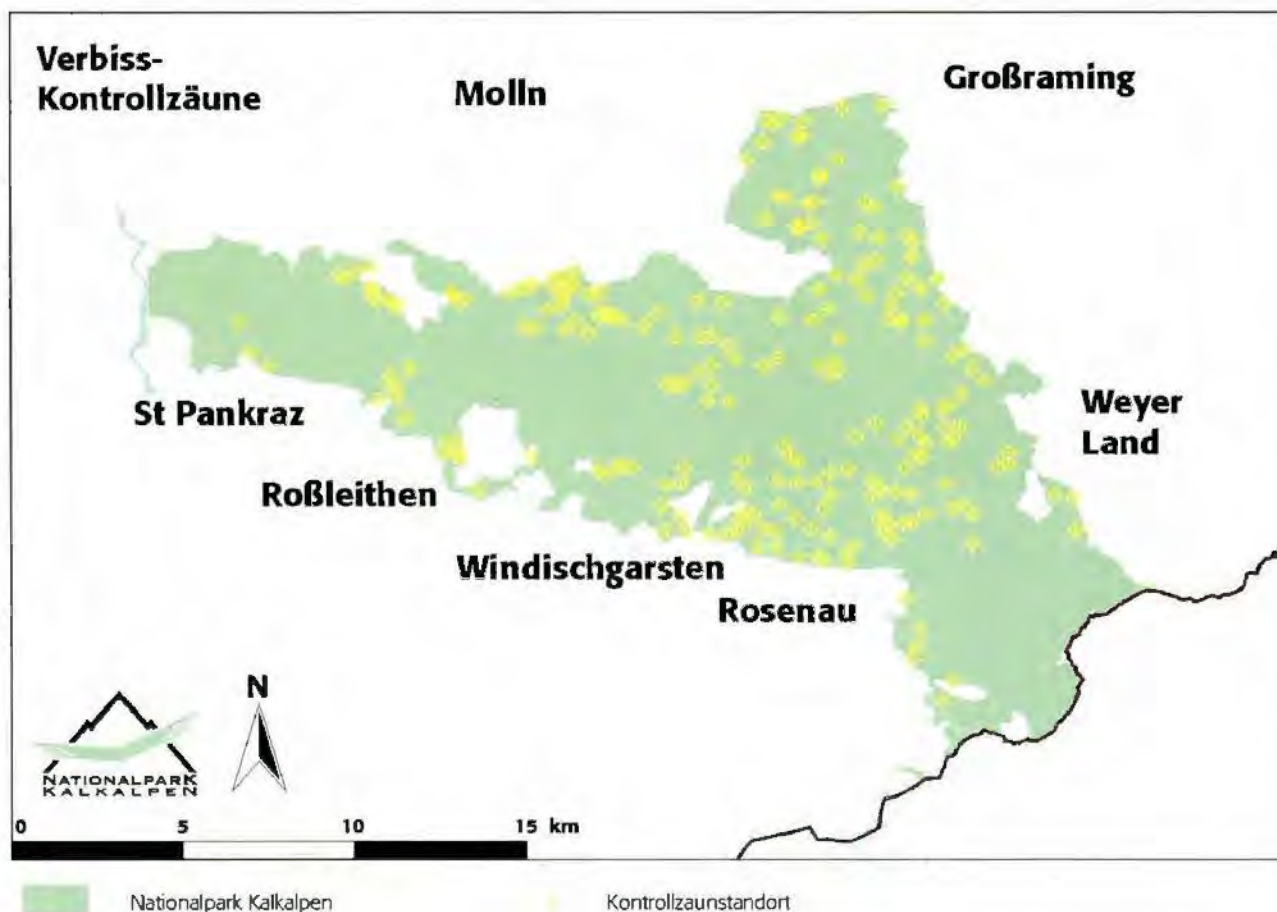 Verbiss-
Kontrollzäune
Molln
Großraming
St Pankraz
Weyer
Land
Roßleithen
Windischgarsten
Rosenau
N
NATIONALPARK
KALKALPEN
0 5 10 15 km
Nationalpark Kalkalpen Kontrollzaunstandort